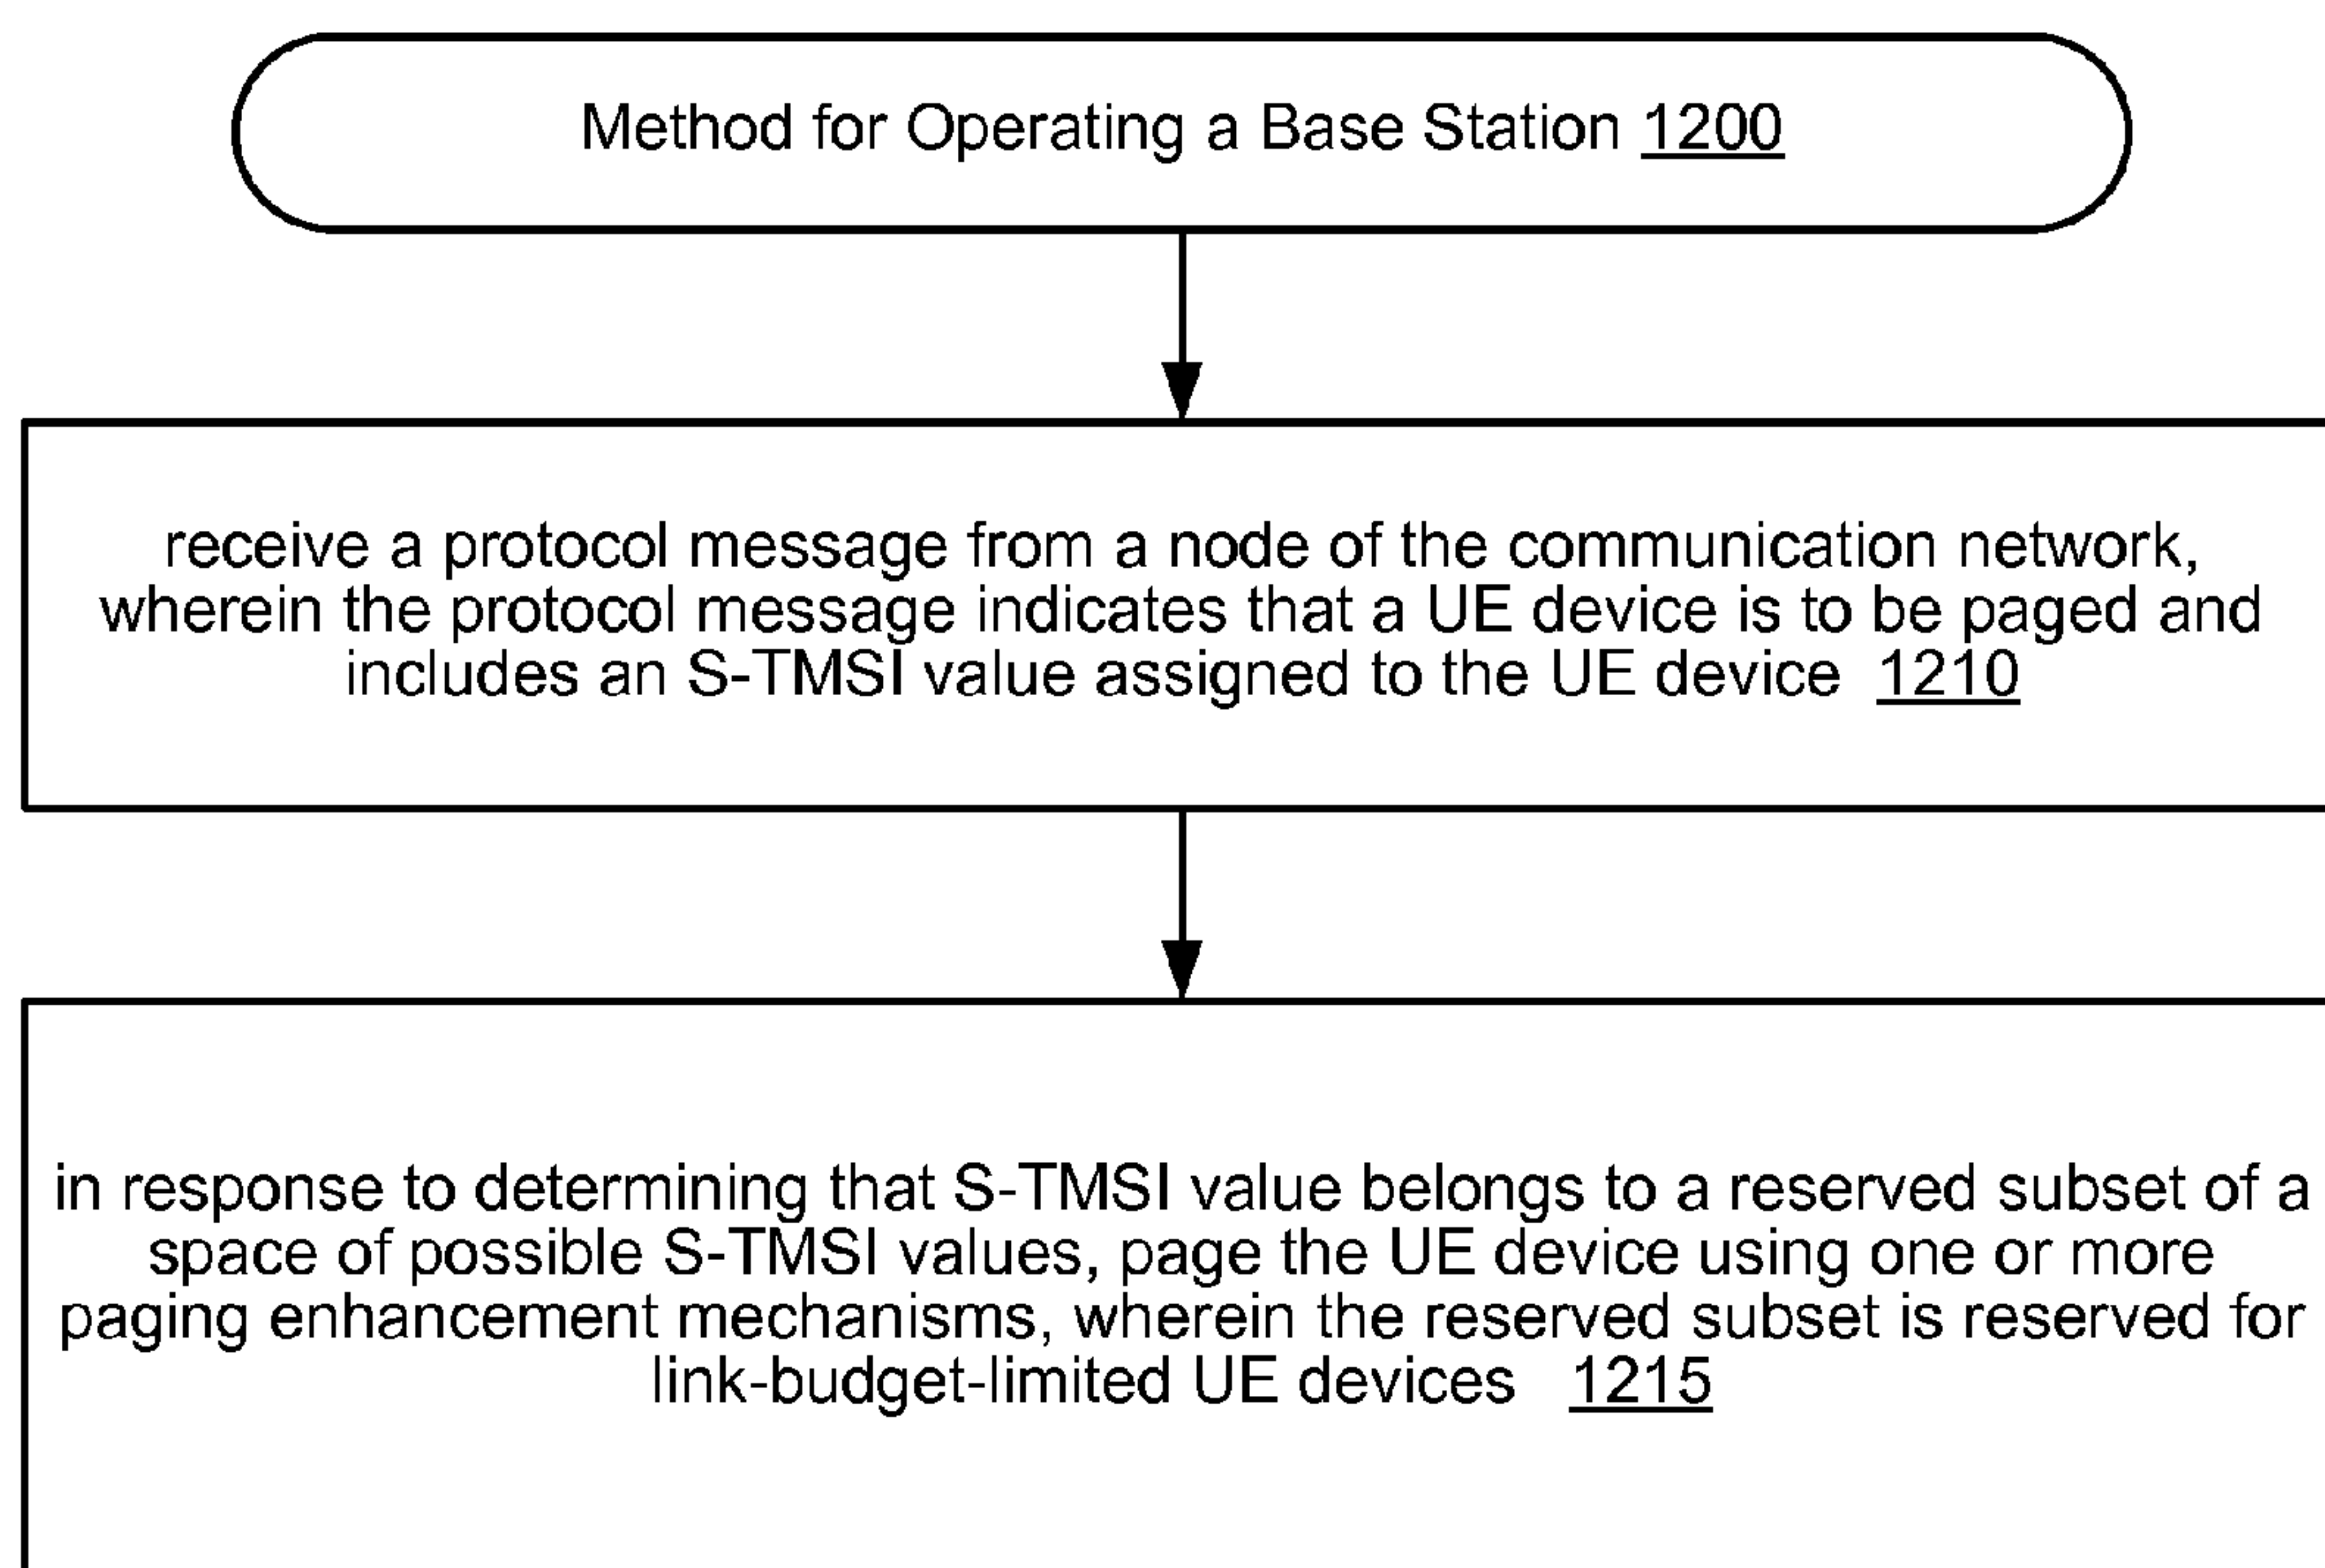 Method for Operating a Base Station 1200
receive a protocol message from a node of the communication network,
wherein the protocol message indicates that a UE device is to be paged and
includes an S-TMSI value assigned to the UE device 1210
in response to determining that S-TMSI value belongs to a reserved subset of a
space of possible S-TMSI values, page the UE device using one or more
paging enhancement mechanisms, wherein the reserved subset is reserved for
link-budget-limited UE devices 1215